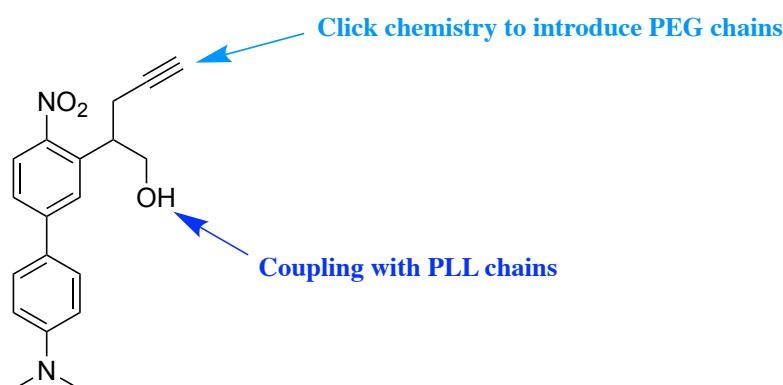 Click chemistry to introduce PEG chains
NO2
OH
Coupling with PLL chains
N